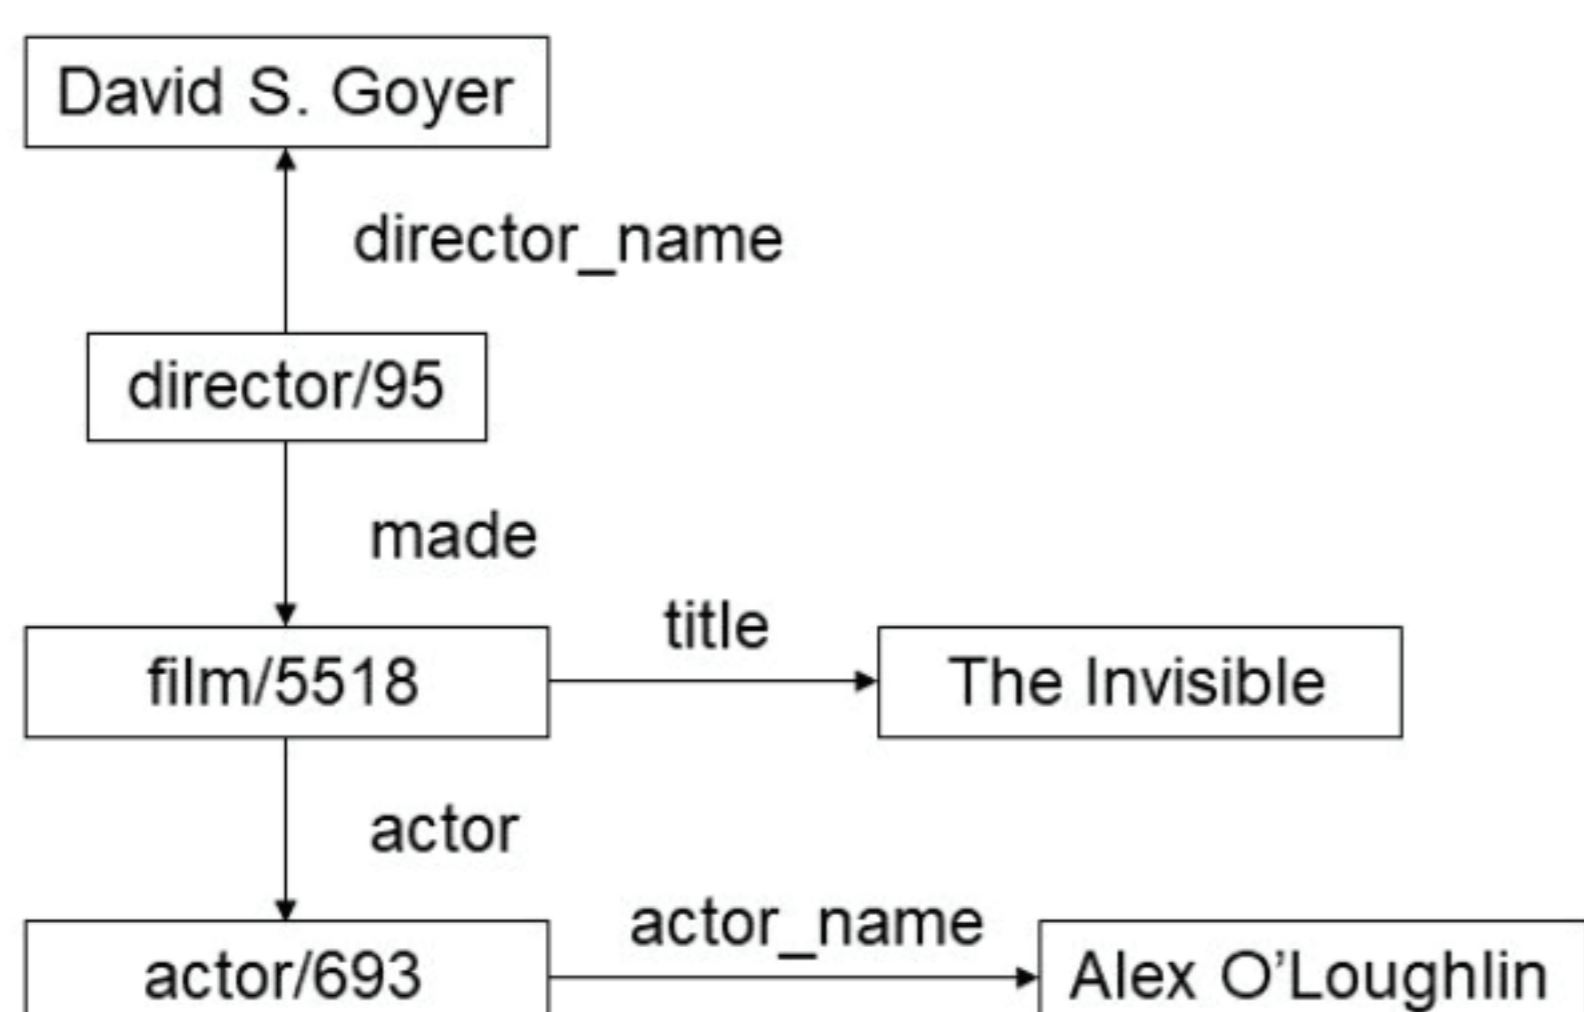 David S. Goyer
director_name
director/95
made
title
film/5518
The Invisible
actor
actor_name
actor/693
Alex O’Loughlin